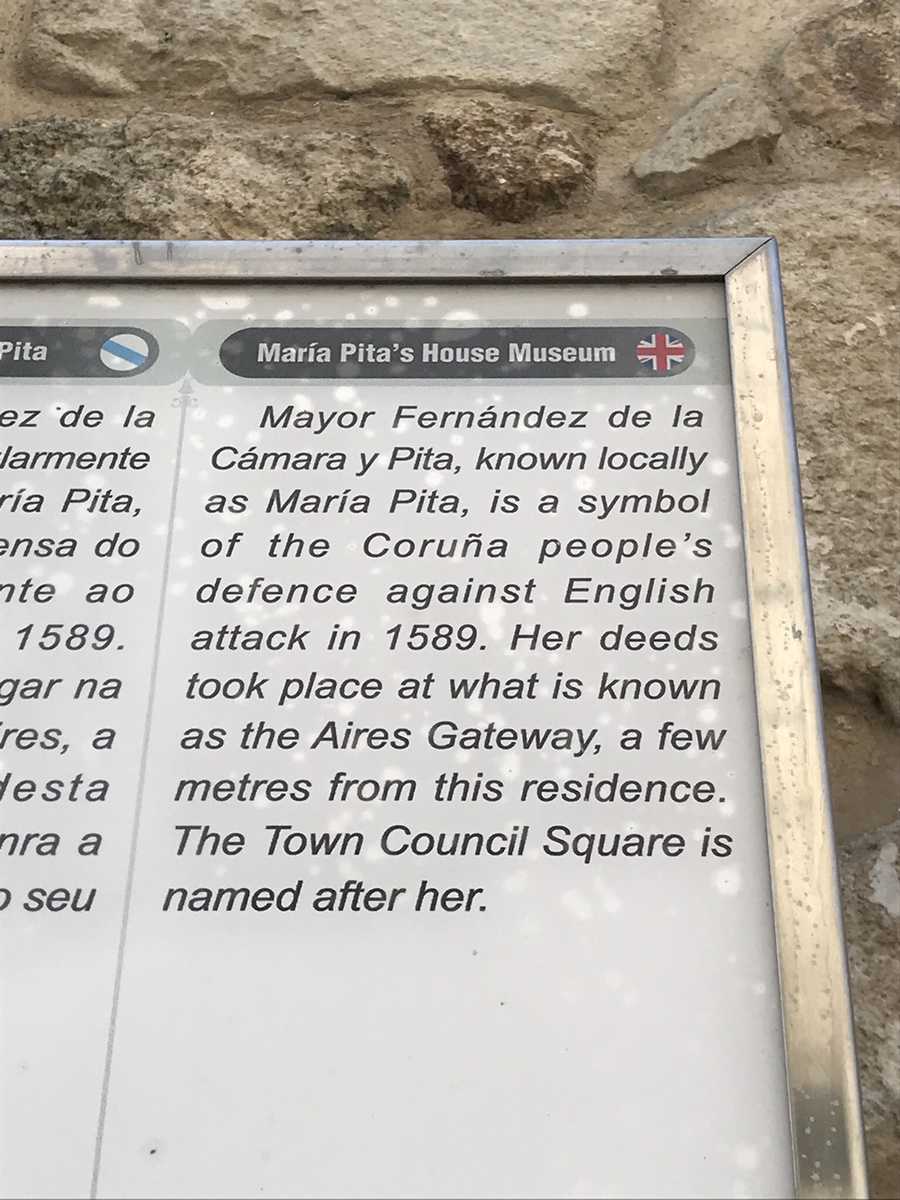 Pita
ez de la
larmente
ría Pita,
ensa do
nte ao
1589.
gar na
res, a
desta
nra a
o seu
María Pita's House Museum
Mayor Fernández de la
Cámara y Pita, known locally
as María Pita, is a symbol
of the Coruña people's
defence against English
attack in 1589. Her deeds
took place at what is known
as the Aires Gateway, a few
metres from this residence.
The Town Council Square is
named after her.